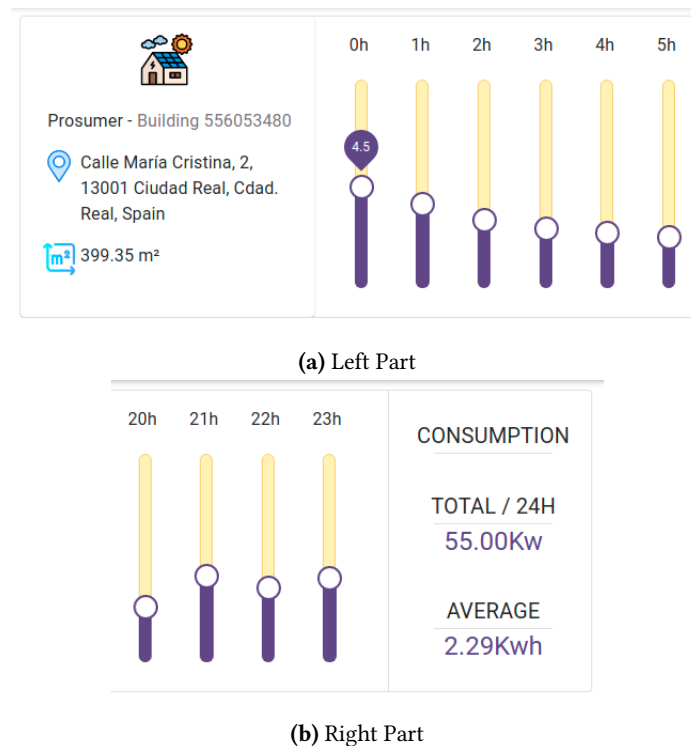 0h 1h 2h 3h 4h 5h
4.5
Prosumer - Building 556053480
Calle María Cristina, 2,
13001 Ciudad Real, Cdad.
Real, Spain
m² 399.35 m²
(a) Left Part
20h 21h 22h 23h
CONSUMPTION
TOTAL / 24H
55.00Kw
AVERAGE
2.29Kwh
(b) Right Part